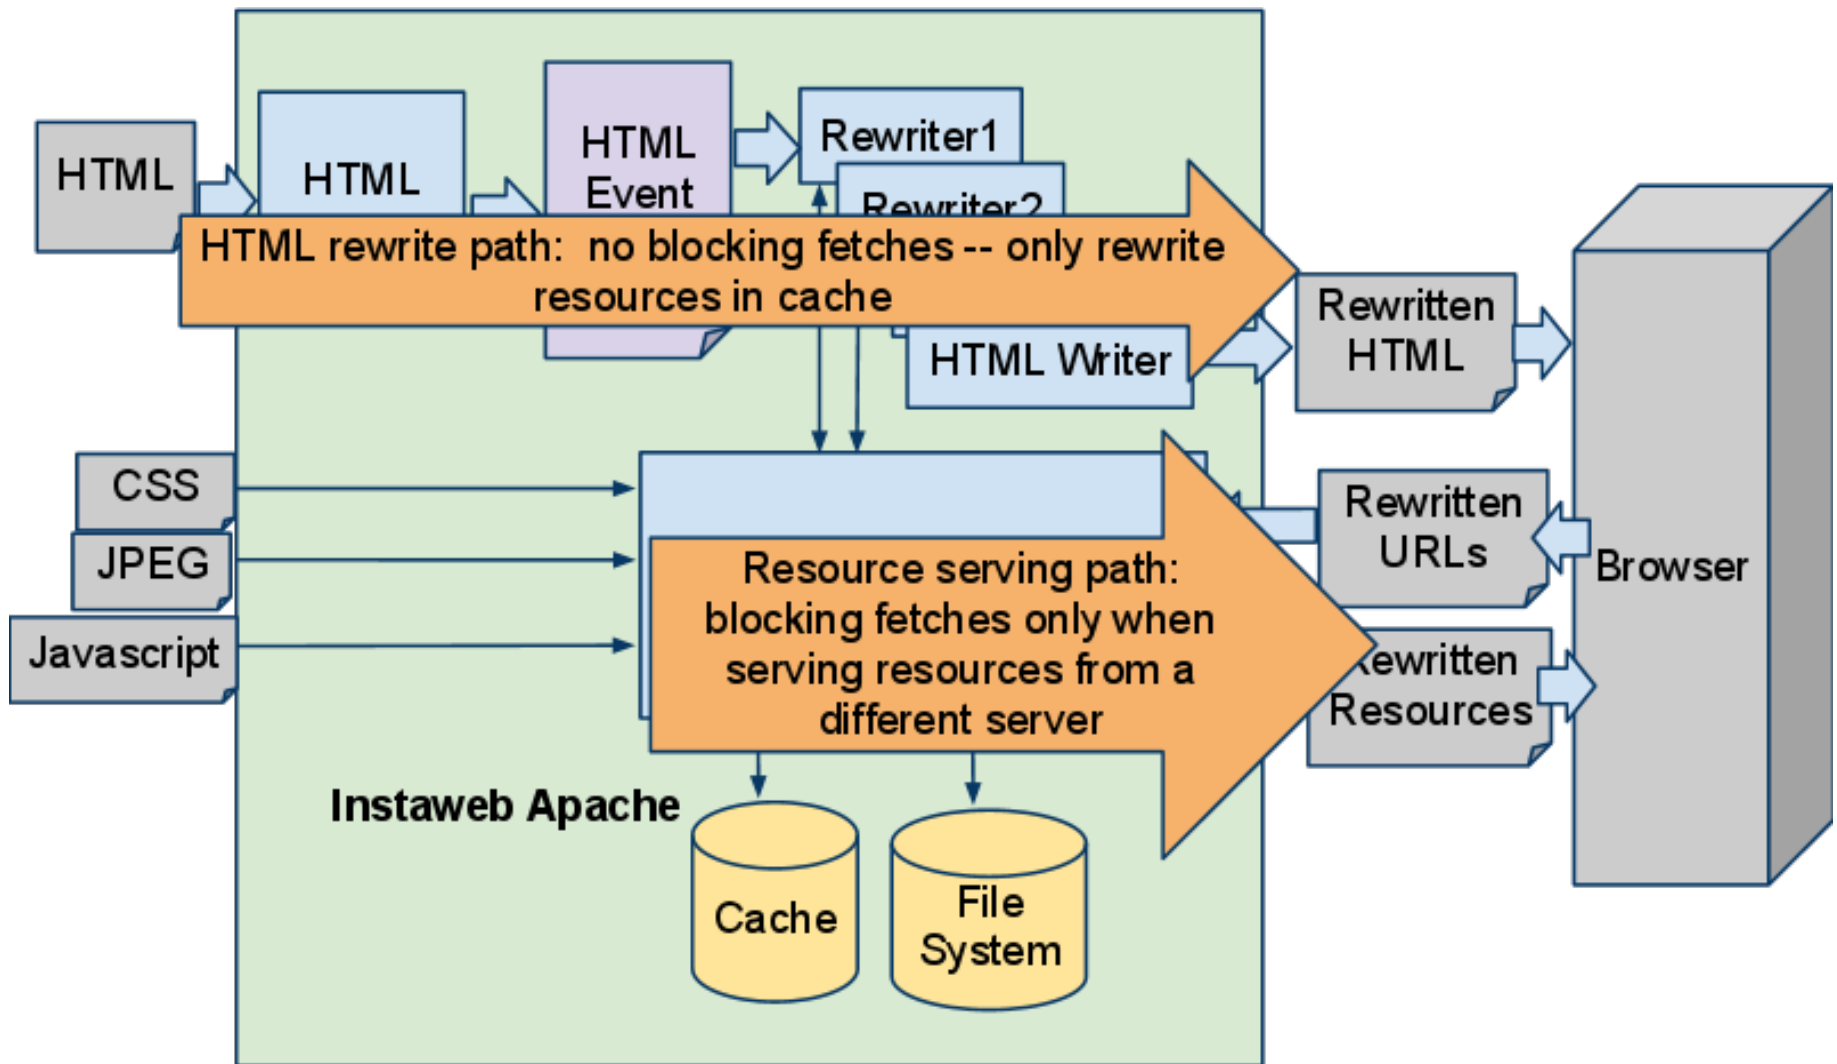 HTML
HTML
HTML
Event
Rewriter1
Rewriter2
HTML rewrite path: no blocking fetches -- only rewrite
resources in cache
HTML Writer
Rewritten
HTML
CSS
JPEG
Javascript
Resource serving path:
blocking fetches only when
serving resources from a
different server
Rewritten
URLs
Rewritten
Resources
Browser
Instaweb Apache
Cache
File
System